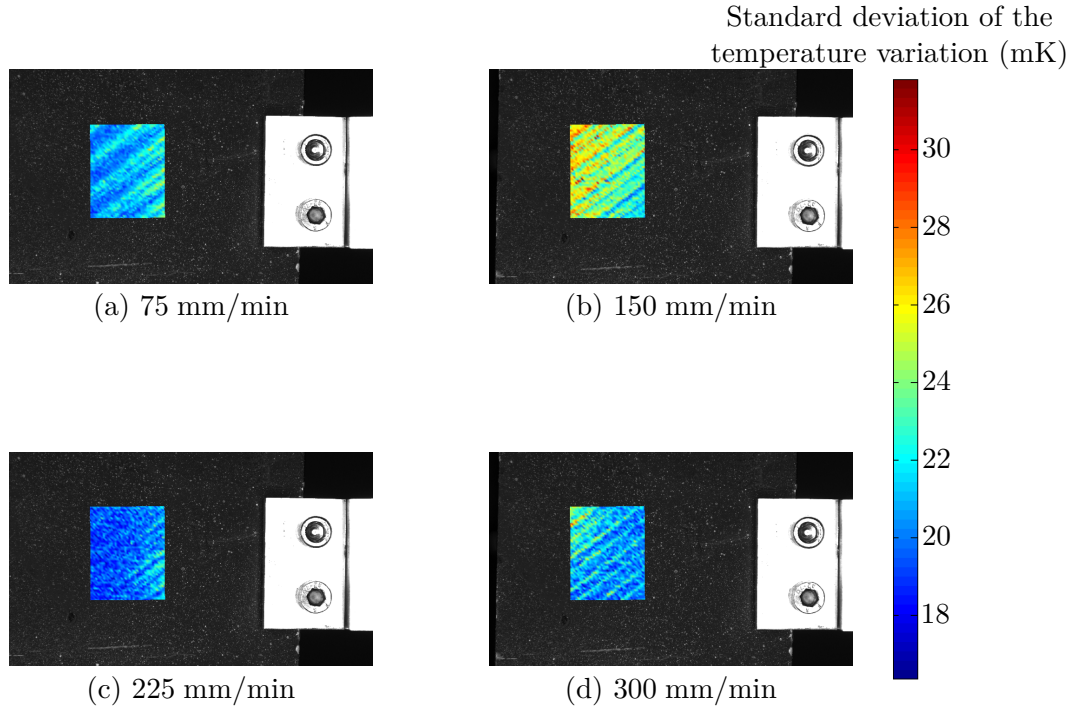 Standard deviation of the
temperature variation (mK)
30
28
26
24
22
20
18
(a) 75 mm/min
(b) 150 mm/min
(c) 225 mm/min
(d) 300 mm/min